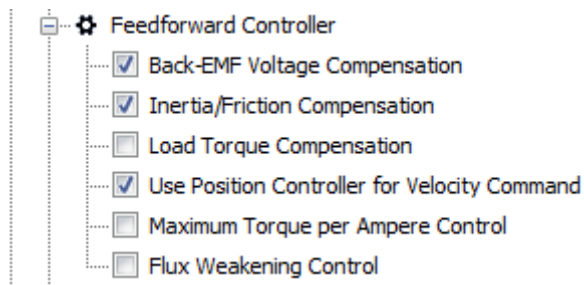 Feedforward Controller
Back-EMF Voltage Compensation
Inertia/Friction Compensation
Load Torque Compensation
Use Position Controller for Velocity Command
Maximum Torque per Ampere Control
Flux Weakening Control